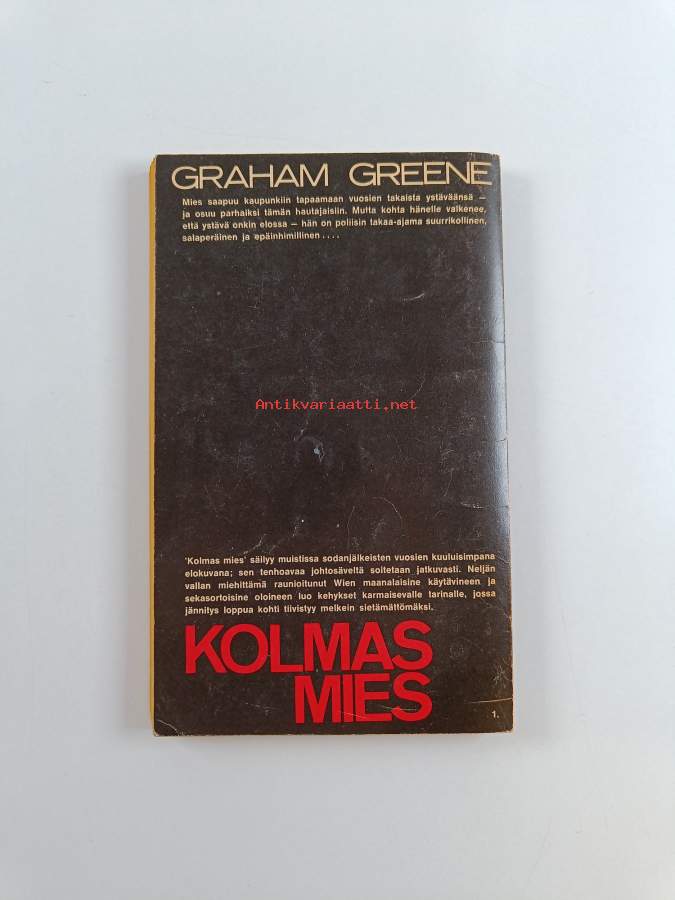 GRAHAM GREENE
Mies saapuu kaupunkiin tapaamaan vuosien takaista ystäväänsä —
ja osuu parhaiksi tämän hautajaisiin. Mutta kohta hänelle valkenee,
että ystävä onkin elossa — hän on poliisin takaa-ajama suurrikollinen,
salaperäinen ja epäinhimillinen ....
Antikvariaatti.net
'Kolmas mies' säilyy muistissa sodanjälkeisten vuosien kuuluisimpana
elokuvana; sen tenhoavaa johtosäveltä soitetaan jatkuvasti. Neljän
vallan miehittämä raunioitunut Wien maanalaisine käytävineen ja
sekasortoisine oloineen luo kehykset karmaisevalle tarinalle, jossa
jännitys loppua kohti tiivistyy melkein sietämättömäksi.
KOLMAS
MIES
1.